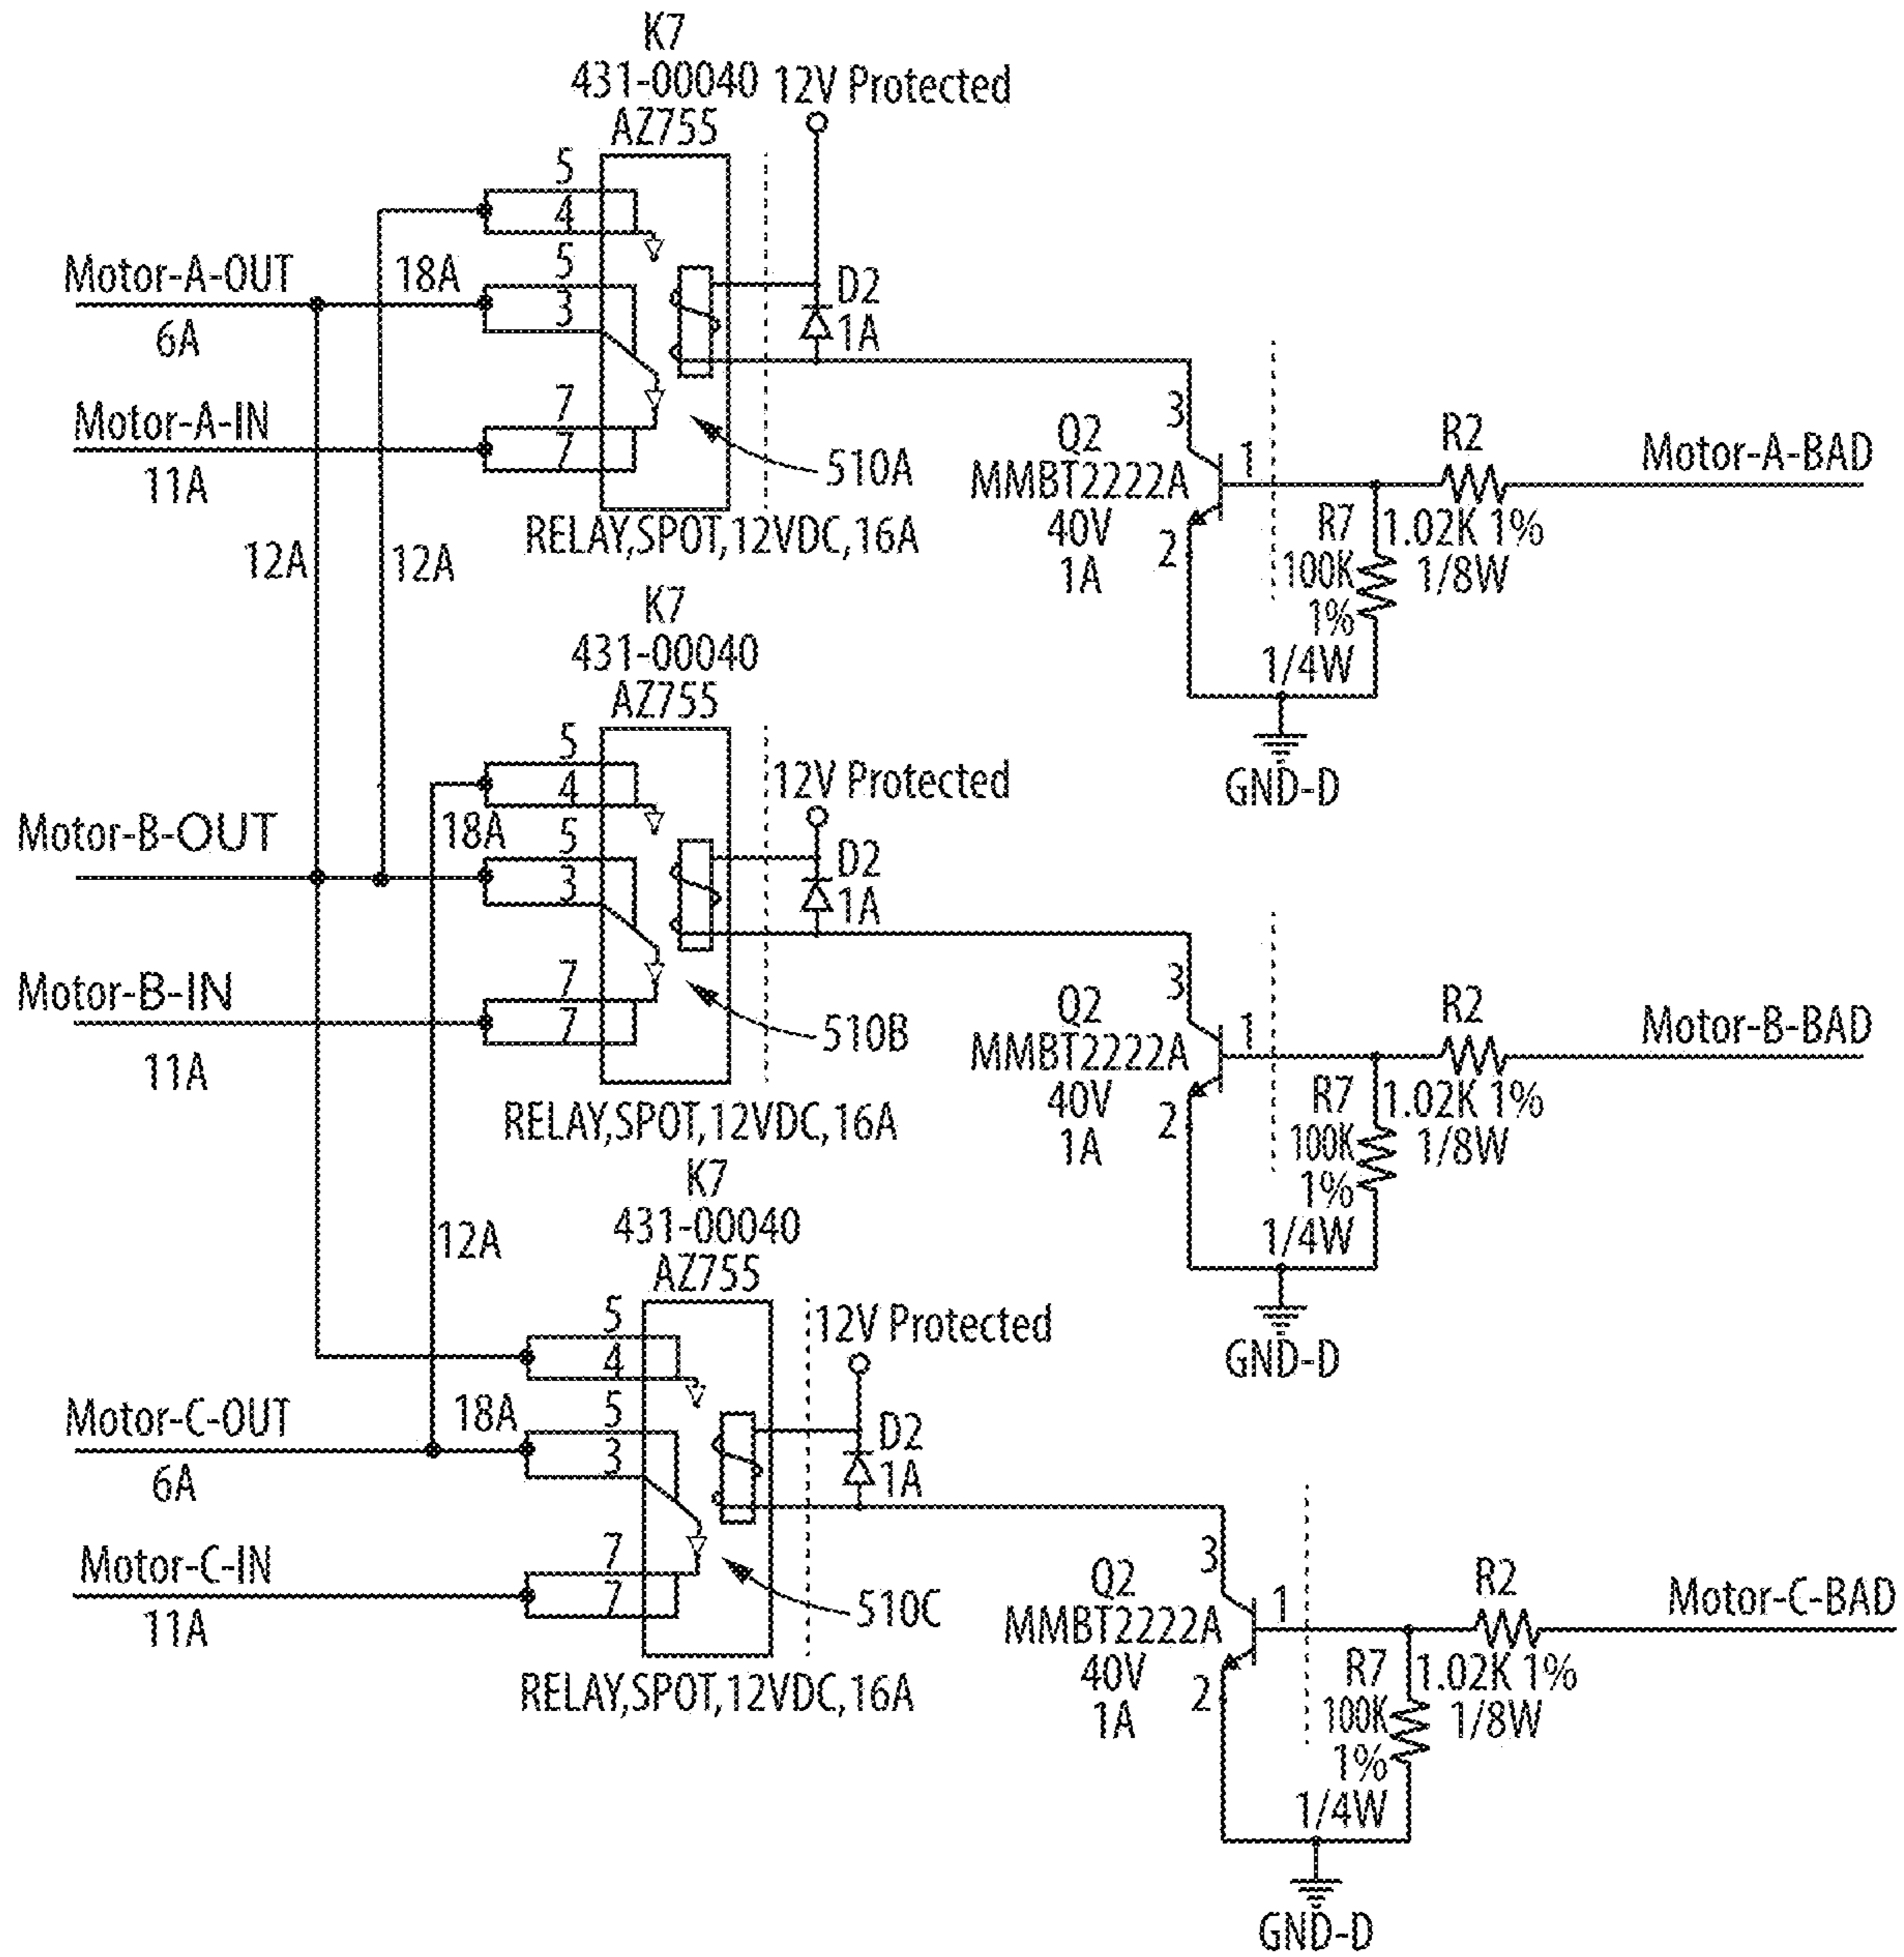 K7
431-00040
AZ755
12V Protected
5
4
Motor-A-OUT
18A
5
3
6A
D2
1A
Motor-A-IN
7
7
11A
510A
3
Q2
MMBT2222A
40V
1A
1
2
R2
Motor-A-BAD
R7
100K
1%
1/4W
1.02K 1%
1/8W
RELAY,SPOT,12VDC,16A
12A
12A
GND-D
K7
431-00040
AZ755
12V Protected
5
4
Motor-B-OUT
18A
5
3
D2
1A
Motor-B-IN
7
7
11A
510B
3
Q2
MMBT2222A
40V
1A
1
2
R2
Motor-B-BAD
R7
100K
1%
1/4W
1.02K 1%
1/8W
RELAY,SPOT,12VDC,16A
12A
GND-D
K7
431-00040
AZ755
12V Protected
5
4
Motor-C-OUT
18A
5
3
6A
D2
1A
Motor-C-IN
7
7
11A
510C
3
Q2
MMBT2222A
40V
1A
1
2
R2
Motor-C-BAD
R7
100K
1%
1/4W
1.02K 1%
1/8W
RELAY,SPOT,12VDC,16A
GND-D